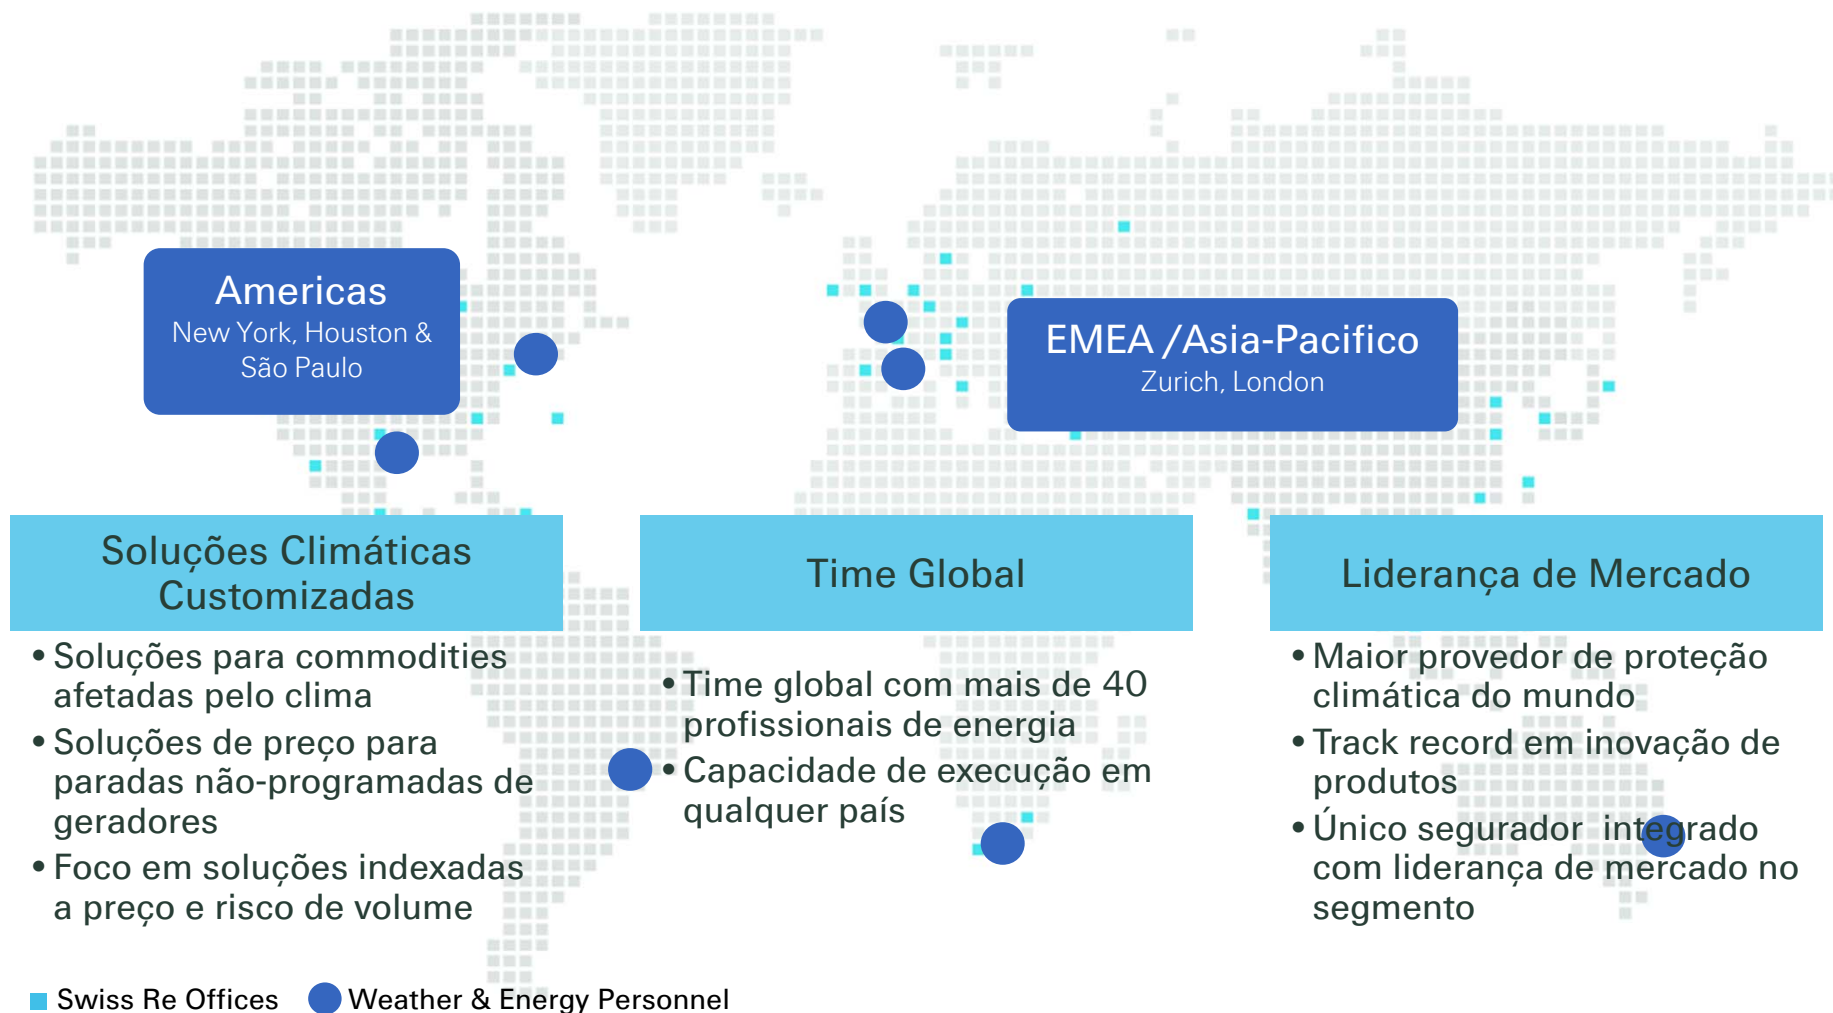 Americas
New York, Houston &
São Paulo
EMEA /Asia-Pacifico
Zurich, London
Soluções Climáticas
Customizadas
• Soluções para commodities
afetadas pelo clima
• Soluções de preço para
paradas não-programadas de
geradores
• Foco em soluções indexadas
a preço e risco de volume
Time Global
• Time global com mais de 40
profissionais de energia
• Capacidade de execução em
qualquer país
Liderança de Mercado
• Maior provedor de proteção
climática do mundo
• Track record em inovação de
produtos
• Único segurador integrado
com liderança de mercado no
segmento
Swiss Re Offices
Weather & Energy Personnel